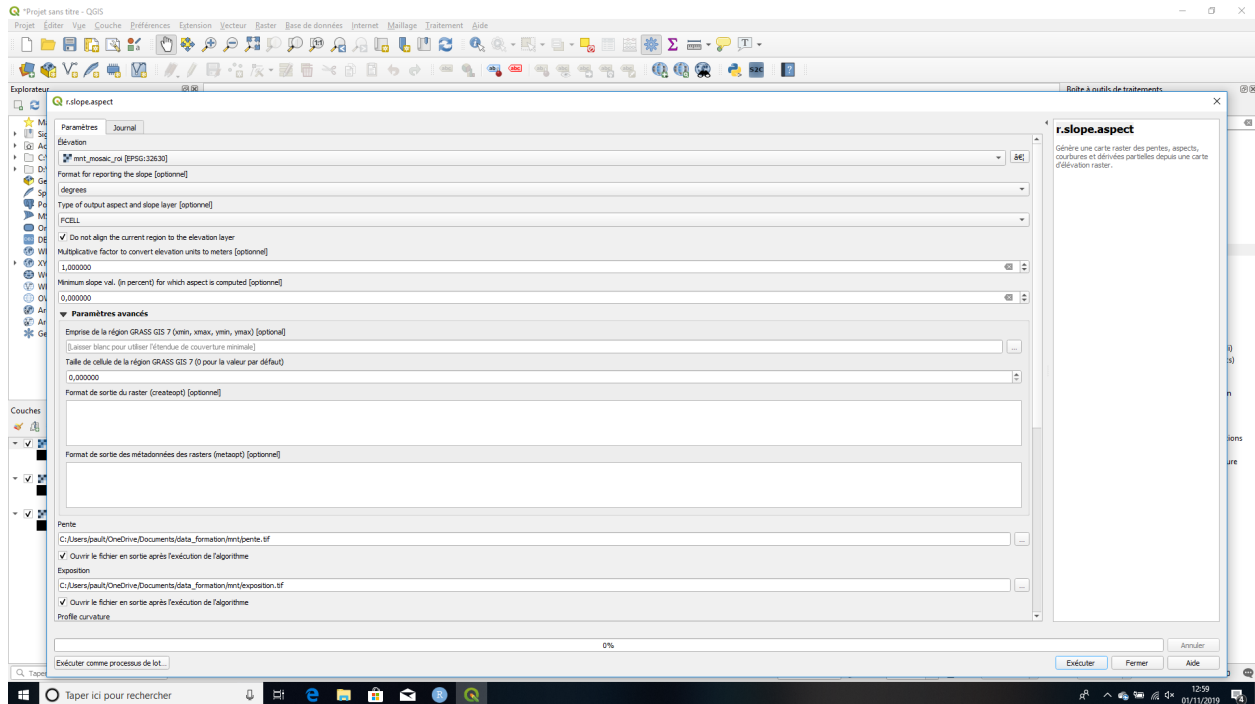 *Projet sans titre - QGIS
Projet Éditer Vue Couche Préférences Extension Vecteur Raster Base de données Internet Maillage Traitement Aide
Explorateur
Boîte à outils de traitements
r.slope.aspect
Paramètres Journal
Élévation
mnt_mosaic_roi [EPSG:32630]
â€¦
Format for reporting the slope [optionnel]
degrees
Type of output aspect and slope layer [optionnel]
FCELL
Do not align the current region to the elevation layer
Multiplicative factor to convert elevation units to meters [optionnel]
1,000000
Minimum slope val. (in percent) for which aspect is computed [optionnel]
0,000000
Paramètres avancés
Emprise de la région GRASS GIS 7 (xmin, xmax, ymin, ymax) [optional]
[Laisser blanc pour utiliser l'étendue de couverture minimale]
...
Taille de cellule de la région GRASS GIS 7 (0 pour la valeur par défaut)
0,000000
Format de sortie du raster (createopt) [optionnel]
Format de sortie des métadonnées des rasters (metaopt) [optionnel]
Pente
C:/Users/pault/OneDrive/Documents/data_formation/mnt/pente.tif
...
Ouvrir le fichier en sortie après l'exécution de l'algorithme
Exposition
C:/Users/pault/OneDrive/Documents/data_formation/mnt/exposition.tif
...
Ouvrir le fichier en sortie après l'exécution de l'algorithme
Profile curvature
r.slope.aspect
Génère une carte raster des pentes, aspects,
courbures et dérivées partielles depuis une carte
d'élévation raster.
0%
Annuler
Exécuter comme processus de lot...
Exécuter Fermer Aide
Couches
Taper ici pour rechercher
12:59
01/11/2019